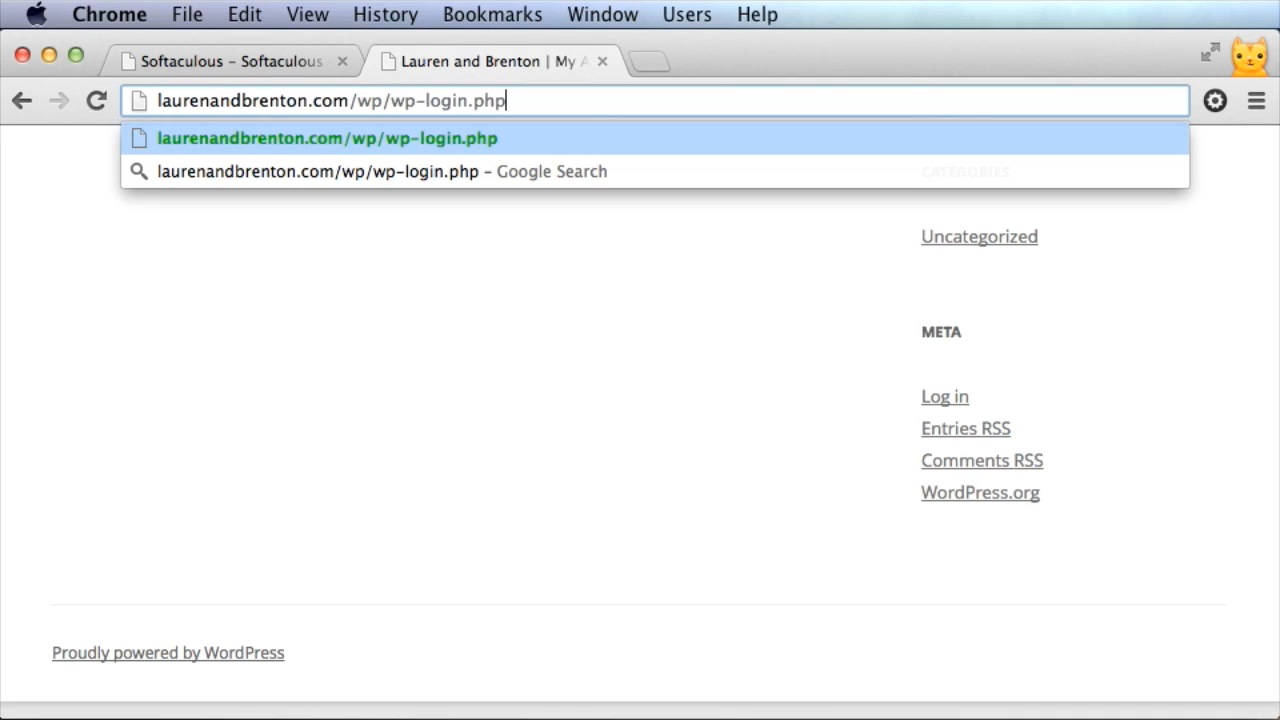 Chrome File Edit View History Bookmarks Window Users Help
Softaculous – Softaculous Lauren and Brenton | My A
laurenandbrenton.com/wp/wp-login.php
laurenandbrenton.com/wp/wp-login.php
laurenandbrenton.com/wp/wp-login.php – Google Search
CATEGORIES
Uncategorized
META
Log in
Entries RSS
Comments RSS
WordPress.org
Proudly powered by WordPress